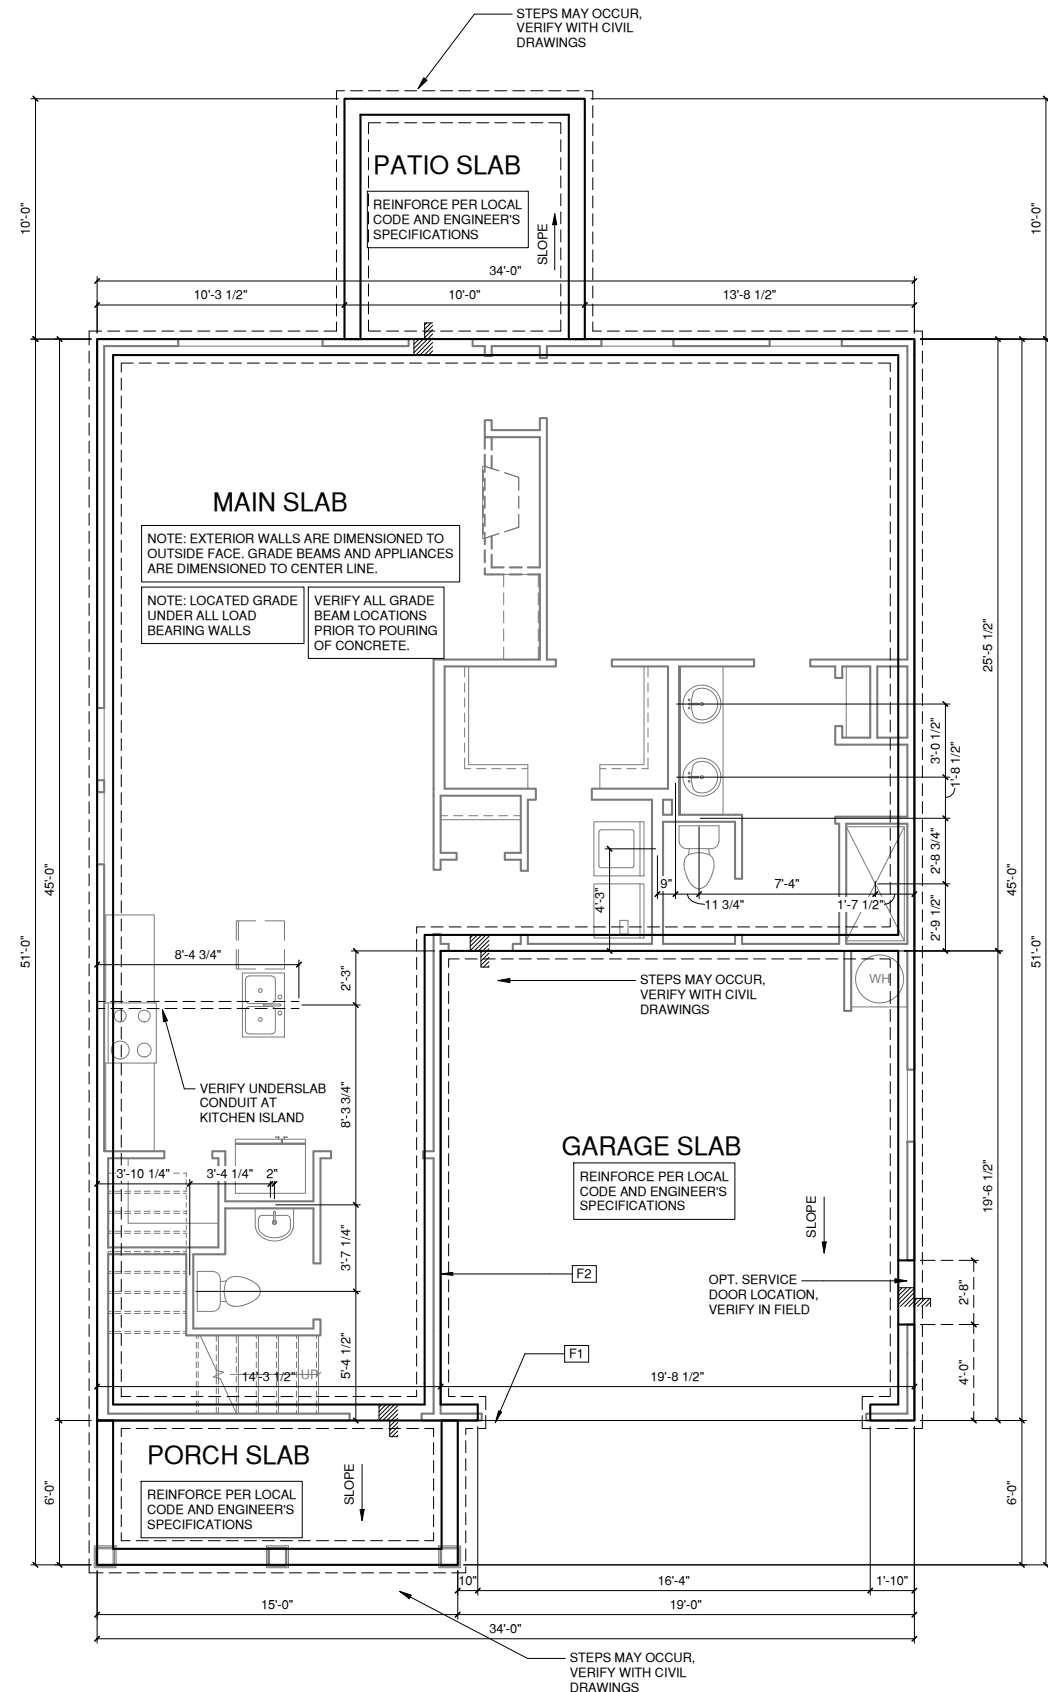 STEPS MAY OCCUR,
VERIFY WITH CIVIL
DRAWINGS
PATIO SLAB
REINFORCE PER LOCAL
CODE AND ENGINEER'S
SPECIFICATIONS
SLOPE
10'-0"
10'-0"
34'-0"
10'-3 1/2"
10'-0"
13'-8 1/2"
MAIN SLAB
NOTE: EXTERIOR WALLS ARE DIMENSIONED TO
OUTSIDE FACE. GRADE BEAMS AND APPLIANCES
ARE DIMENSIONED TO CENTER LINE.
NOTE: LOCATED GRADE
UNDER ALL LOAD
BEARING WALLS
VERIFY ALL GRADE
BEAM LOCATIONS
PRIOR TO POURING
OF CONCRETE.
25'-5 1/2"
3'-0 1/2"
1'-8 1/2"
2'-8 3/4"
2'-9 1/2"
45'-0"
51'-0"
45'-0"
51'-0"
4'-3"
9"
11 3/4"
7'-4"
1'-7 1/2"
8'-4 3/4"
2'-3"
STEPS MAY OCCUR,
VERIFY WITH CIVIL
DRAWINGS
WH
VERIFY UNDERSLAB
CONDUIT AT
KITCHEN ISLAND
8'-3 3/4"
GARAGE SLAB
REINFORCE PER LOCAL
CODE AND ENGINEER'S
SPECIFICATIONS
SLOPE
19'-6 1/2"
3'-10 1/4"
3'-4 1/4"
2"
3'-7 1/4"
F2
OPT. SERVICE
DOOR LOCATION,
VERIFY IN FIELD
2'-8"
4'-0"
F1
5'-4 1/2"
14'-3 1/2"
UP
19'-8 1/2"
PORCH SLAB
REINFORCE PER LOCAL
CODE AND ENGINEER'S
SPECIFICATIONS
SLOPE
6'-0"
6'-0"
10"
16'-4"
1'-10"
15'-0"
19'-0"
34'-0"
STEPS MAY OCCUR,
VERIFY WITH CIVIL
DRAWINGS